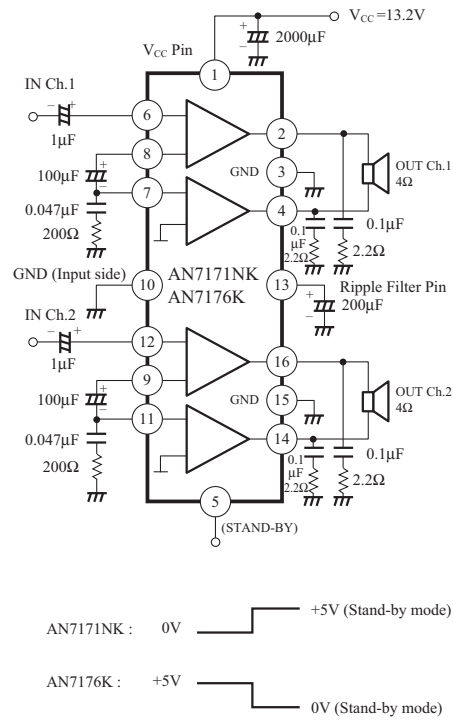 V_CC =13.2V
+
−
2000μF
V_CC Pin
1
IN Ch.1
− +
1μF
6
2
8
GND
3
OUT Ch.1
4Ω
100μF
+
−
7
4
0.047μF
200Ω
0.1
μF
2.2Ω
0.1μF
2.2Ω
GND (Input side)
10
AN7171NK
AN7176K
13
Ripple Filter Pin
+
−
200μF
IN Ch.2
− +
1μF
12
16
9
GND
15
OUT Ch.2
4Ω
100μF
+
−
11
14
0.047μF
200Ω
0.1
μF
2.2Ω
0.1μF
2.2Ω
5
(STAND-BY)
AN7171NK : 0V +5V (Stand-by mode)
AN7176K : +5V 0V (Stand-by mode)